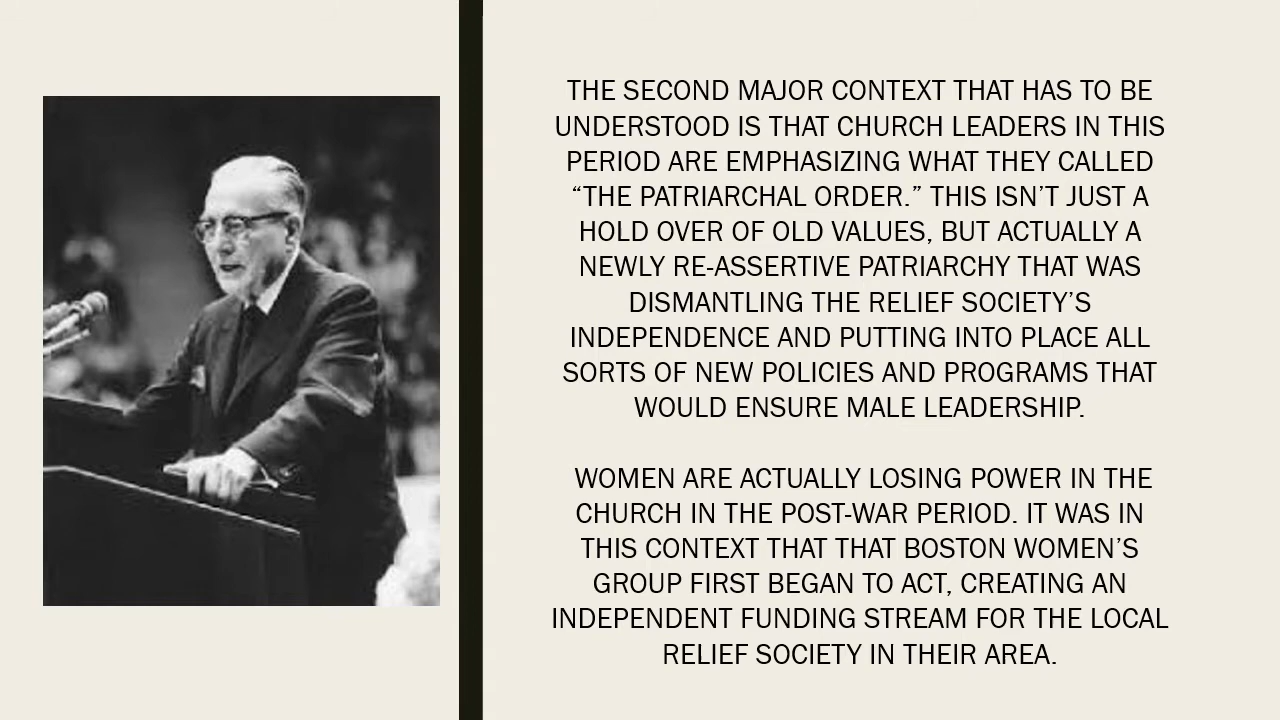 THE SECOND MAJOR CONTEXT THAT HAS TO BE
UNDERSTOOD IS THAT CHURCH LEADERS IN THIS
PERIOD ARE EMPHASIZING WHAT THEY CALLED
“THE PATRIARCHAL ORDER.” THIS ISN’T JUST A
HOLD OVER OF OLD VALUES, BUT ACTUALLY A
NEWLY RE-ASSERTIVE PATRIARCHY THAT WAS
DISMANTLING THE RELIEF SOCIETY’S
INDEPENDENCE AND PUTTING INTO PLACE ALL
SORTS OF NEW POLICIES AND PROGRAMS THAT
WOULD ENSURE MALE LEADERSHIP.
WOMEN ARE ACTUALLY LOSING POWER IN THE
CHURCH IN THE POST-WAR PERIOD. IT WAS IN
THIS CONTEXT THAT THAT BOSTON WOMEN’S
GROUP FIRST BEGAN TO ACT, CREATING AN
INDEPENDENT FUNDING STREAM FOR THE LOCAL
RELIEF SOCIETY IN THEIR AREA.